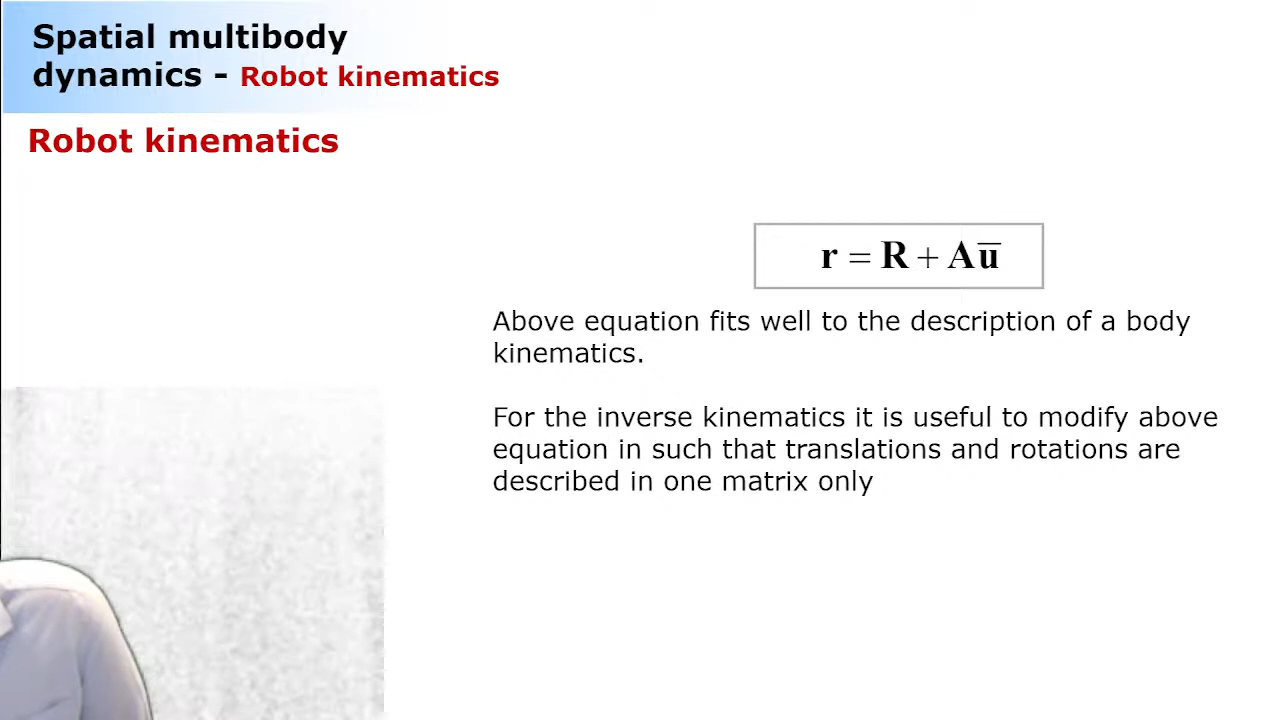 Spatial multibody
dynamics - Robot kinematics
Robot kinematics
r = R + Aū
Above equation fits well to the description of a body
kinematics.
For the inverse kinematics it is useful to modify above
equation in such that translations and rotations are
described in one matrix only